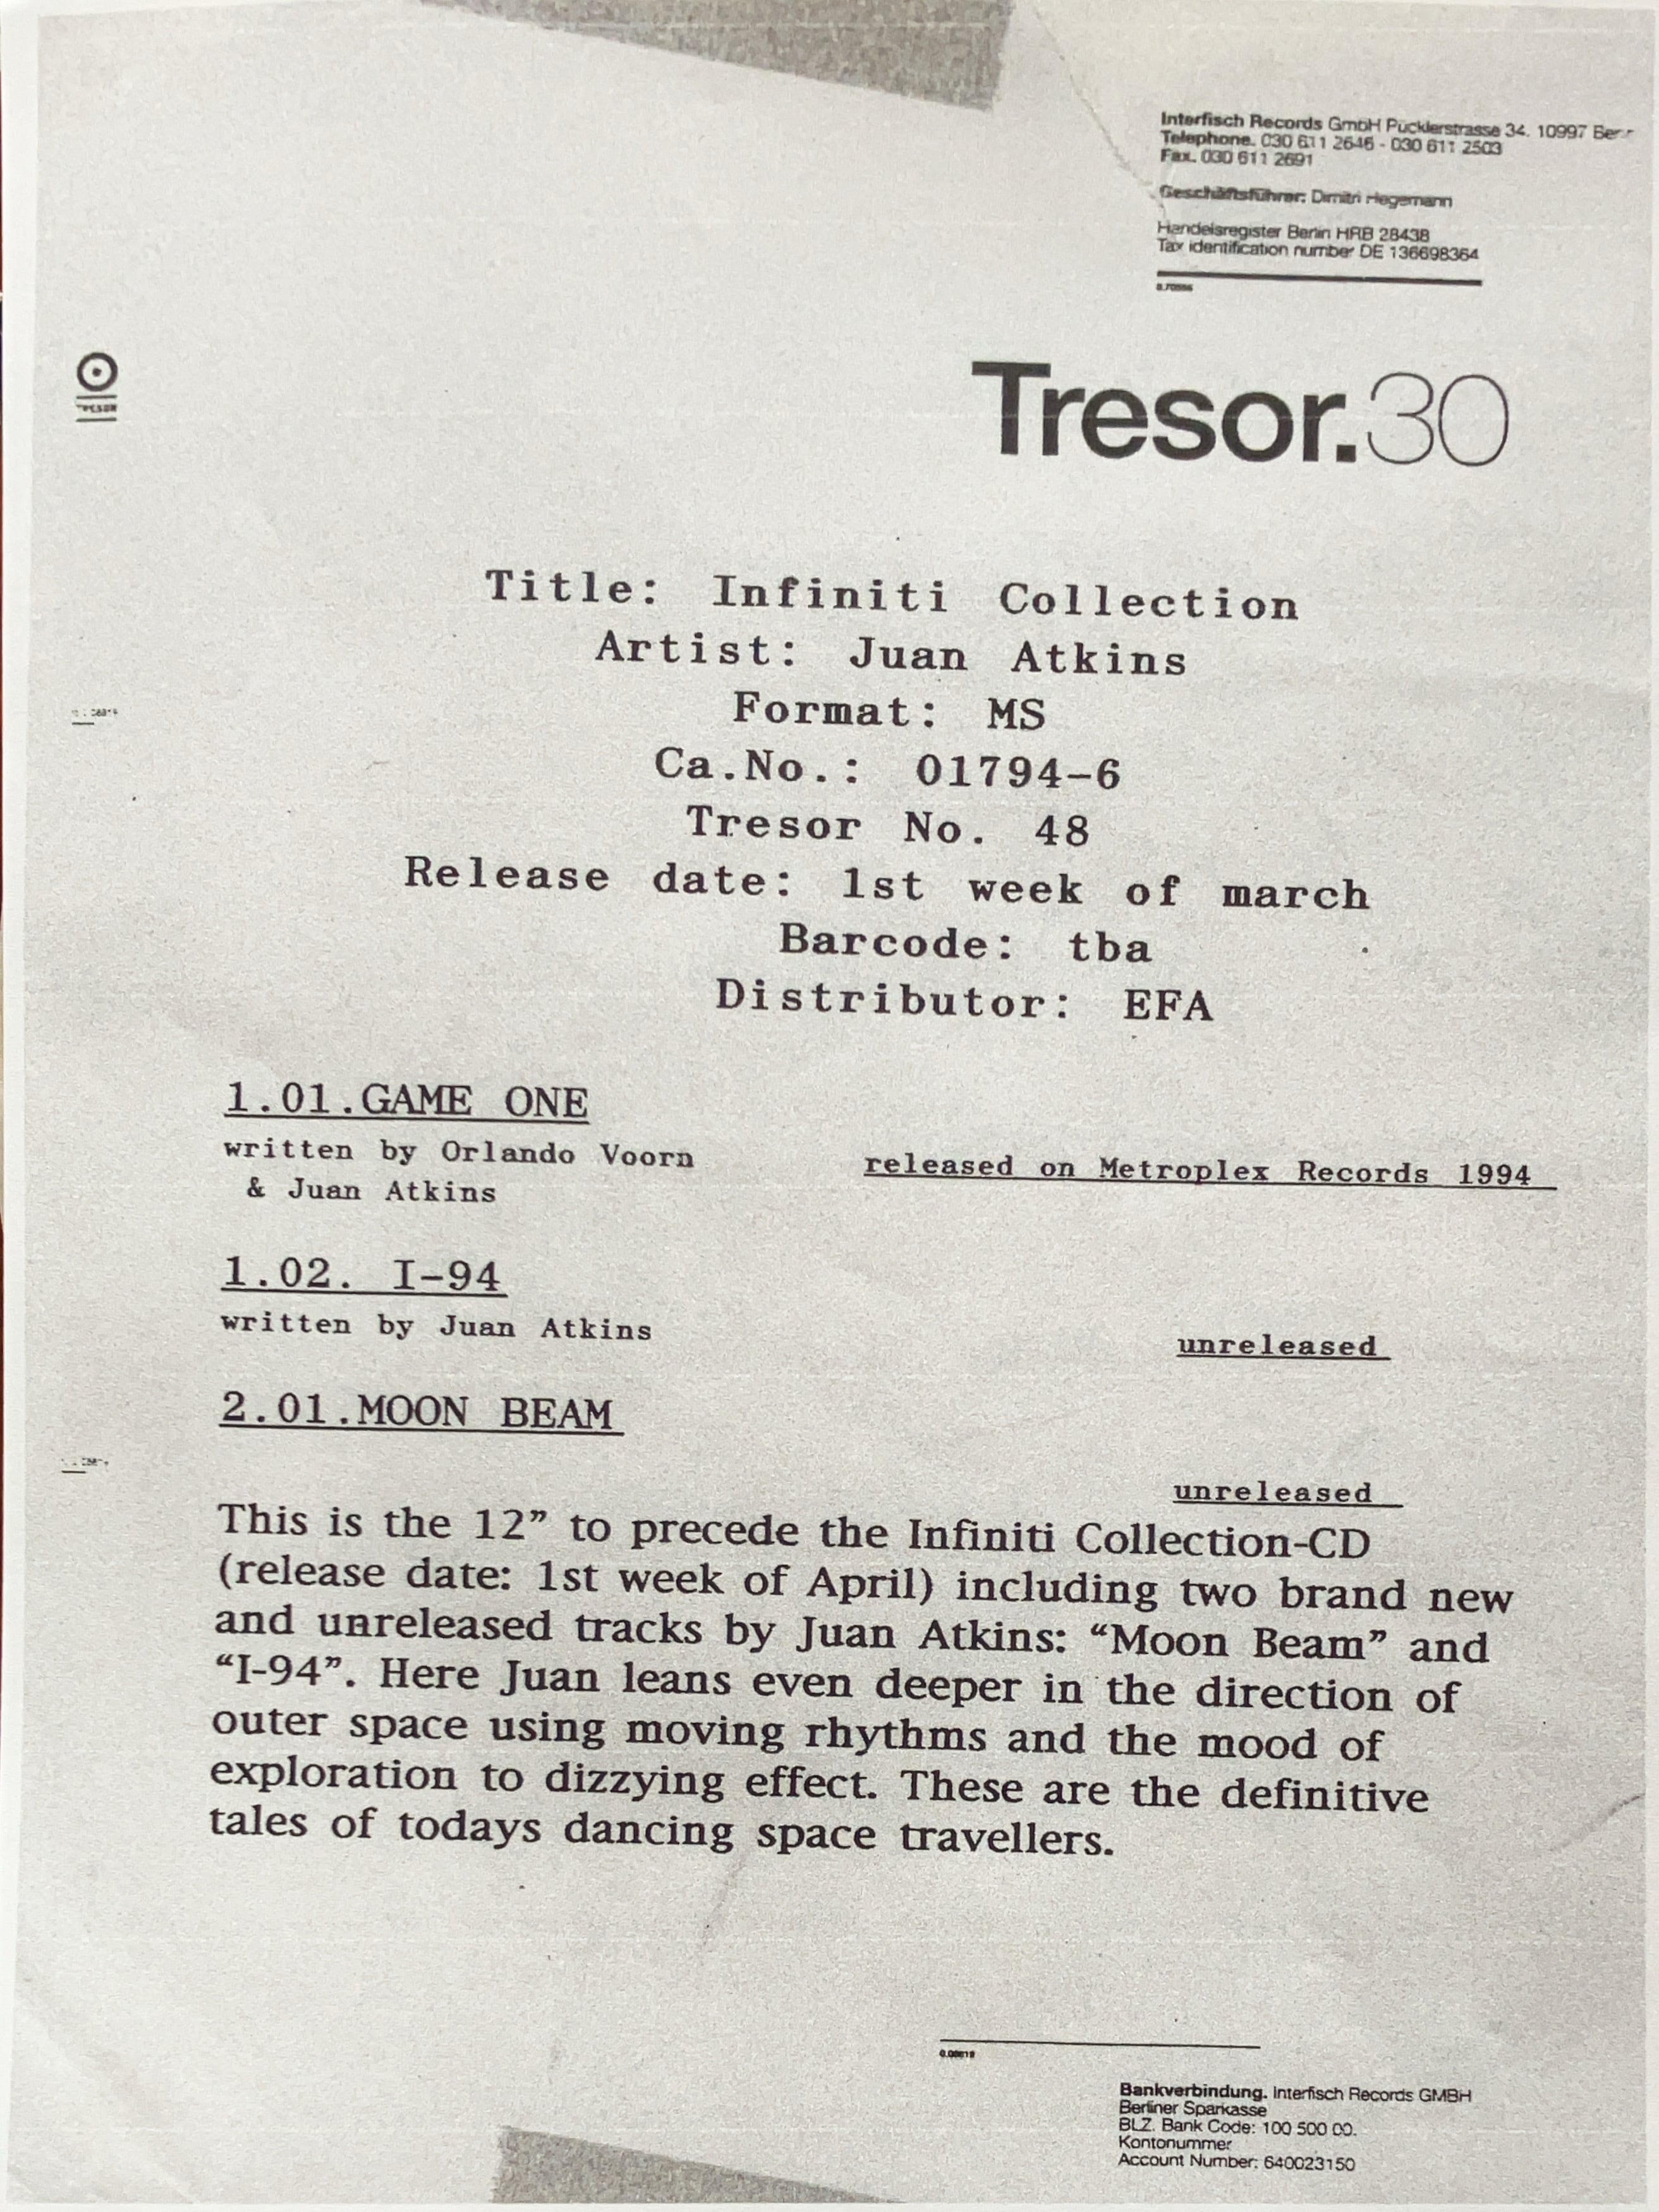 Interfisch Records GmbH Pücklerstrasse 34. 10997
Telephone. 030 611 2646 - 030 611 2503
Fax. 030 611 2691
Geschäftsführer: Dimitri Hegemann
Handelsregister Berlin HRB 28438
Tax identification number DE 136698364
TRESOR
Tresor.30
Title: Infiniti Collection
Artist: Juan Atkins
Format: MS
Ca.No.: 01794-6
Tresor No. 48
Release date: 1st week of march
Barcode: tba
Distributor: EFA
1.01.GAME ONE
written by Orlando Voorn
& Juan Atkins
released on Metroplex Records 1994
1.02. I-94
written by Juan Atkins
unreleased
2.01.MOON BEAM
unreleased
This is the 12” to precede the Infiniti Collection-CD
(release date: 1st week of April) including two brand new
and unreleased tracks by Juan Atkins: “Moon Beam” and
“I-94”. Here Juan leans even deeper in the direction of
outer space using moving rhythms and the mood of
exploration to dizzying effect. These are the definitive
tales of todays dancing space travellers.
Bankverbindung. Interfisch Records GMBH
Berliner Sparkasse
BLZ. Bank Code: 100 500 00.
Kontonummer
Account Number: 640023150